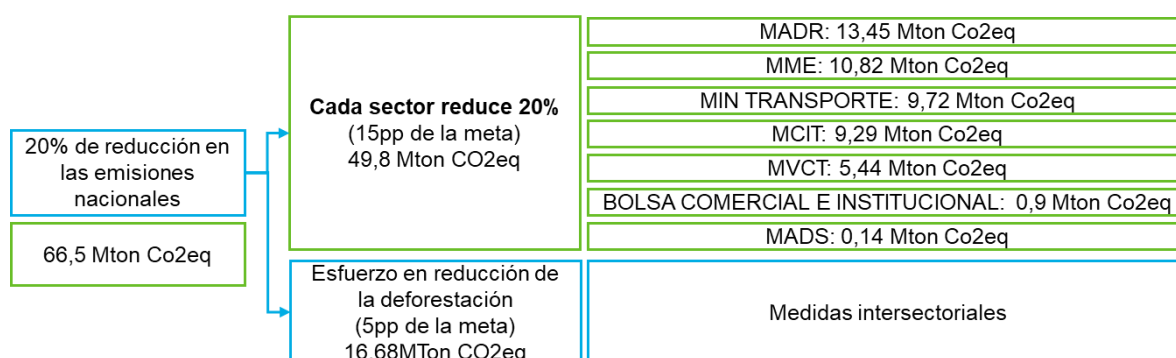 20% de reducción en
las emisiones
nacionales
66,5 Mton Co2eq
Cada sector reduce 20%
(15pp de la meta)
49,8 Mton CO2eq
MADR: 13,45 Mton Co2eq
MME: 10,82 Mton Co2eq
MIN TRANSPORTE: 9,72 Mton Co2eq
MCIT: 9,29 Mton Co2eq
MVCT: 5,44 Mton Co2eq
BOLSA COMERCIAL E INSTITUCIONAL: 0,9 Mton Co2eq
MADS: 0,14 Mton Co2eq
Esfuerzo en reducción de
la deforestación
(5pp de la meta)
16,68MTon CO2eq
Medidas intersectoriales